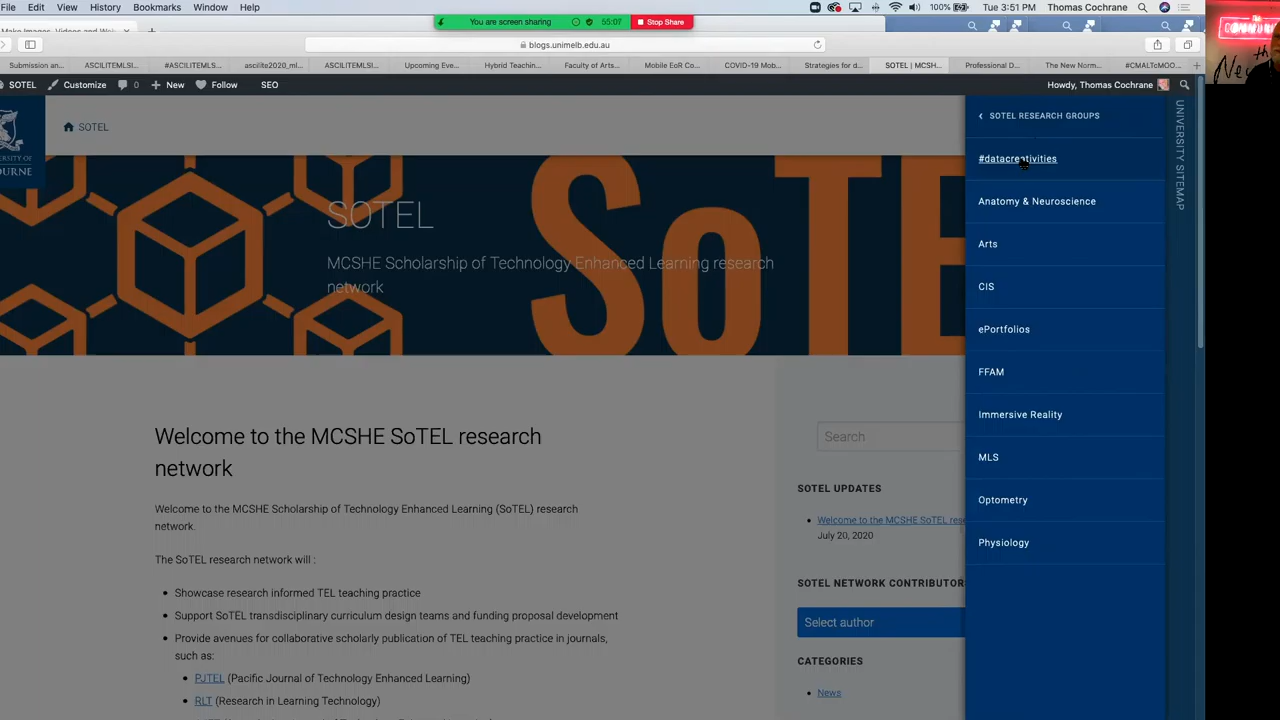 File Edit View History Bookmarks Window Help
You are screen sharing 55:07 Stop Share
100% Tue 3:51 PM Thomas Cochrane
blogs.unimelb.edu.au
Submission an... ASCILITEMLSI... #ASCILITEMLS... ascilite2020_ml... ASCILITEMLSI... Upcoming Eve... Hybrid Teachin... Faculty of Arts... Mobile EoR Co... COVID-19 Mob... Strategies for d... SOTEL | MCSH... Professional D... The New Norm... #CMALTcMOO...
SOTEL Customize 0 New Follow SEO Howdy, Thomas Cochrane
SOTEL
SOTEL
MCSHE Scholarship of Technology Enhanced Learning research
network
SoTE
Welcome to the MCSHE SoTEL research
network
Welcome to the MCSHE Scholarship of Technology Enhanced Learning (SoTEL) research
network.
The SoTEL research network will :
Showcase research informed TEL teaching practice
Support SoTEL transdisciplinary curriculum design teams and funding proposal development
Provide avenues for collaborative scholarly publication of TEL teaching practice in journals,
such as:
PJTEL (Pacific Journal of Technology Enhanced Learning)
RLT (Research in Learning Technology)
Search
SOTEL UPDATES
Welcome to the MCSHE SoTEL rese
July 20, 2020
SOTEL NETWORK CONTRIBUTOR
Select author
CATEGORIES
News
SOTEL RESEARCH GROUPS
#datacreativities
Anatomy & Neuroscience
Arts
CIS
ePortfolios
FFAM
Immersive Reality
MLS
Optometry
Physiology
UNIVERSITY SITEMAP